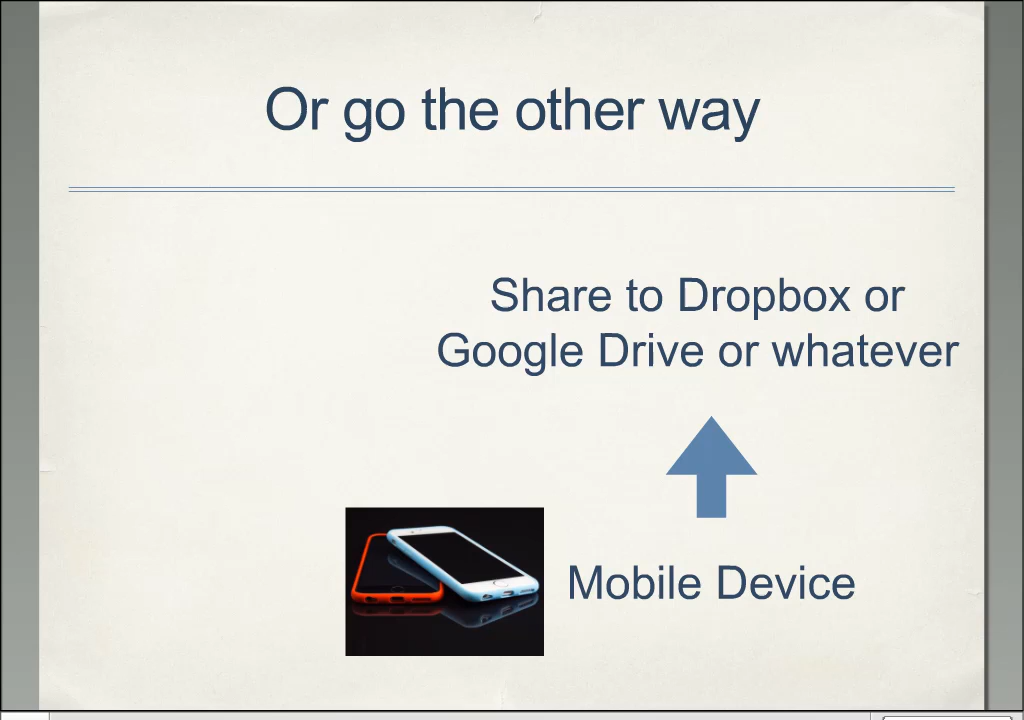 Or go the other way
Share to Dropbox or
Google Drive or whatever
Mobile Device